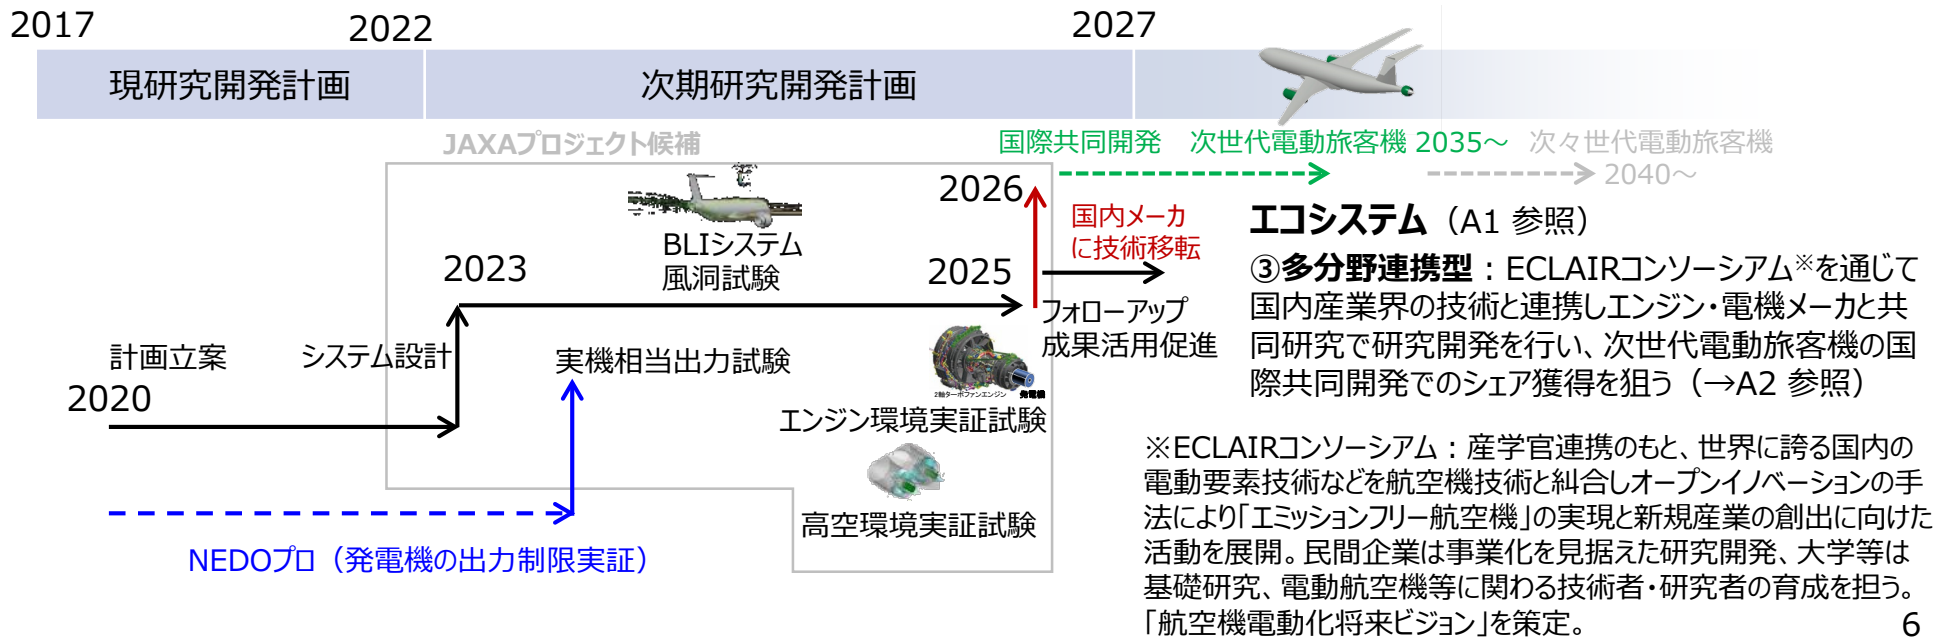 2017
2022
2027
現研究開発計画
次期研究開発計画
JAXAプロジェクト候補
国際共同開発 次世代電動旅客機 2035～
次々世代電動旅客機
2040～
2026
国内メーカ
に技術移転
BLIシステム
風洞試験
2023
2025
フォローアップ
成果活用促進
計画立案
システム設計
実機相当出力試験
2020
2軸ターボファンエンジン
発電機
エンジン環境実証試験
高空環境実証試験
NEDOプロ（発電機の出力制限実証）
エコシステム（A1 参照）
③多分野連携型：ECLAIRコンソーシアム※を通じて
国内産業界の技術と連携しエンジン・電機メーカと共
同研究で研究開発を行い、次世代電動旅客機の国
際共同開発でのシェア獲得を狙う（→A2 参照）
※ECLAIRコンソーシアム：産学官連携のもと、世界に誇る国内の
電動要素技術などを航空機技術と糾合しオープンイノベーションの手
法により「エミッションフリー航空機」の実現と新規産業の創出に向けた
活動を展開。民間企業は事業化を見据えた研究開発、大学等は
基礎研究、電動航空機等に関わる技術者・研究者の育成を担う。
「航空機電動化将来ビジョン」を策定。
6